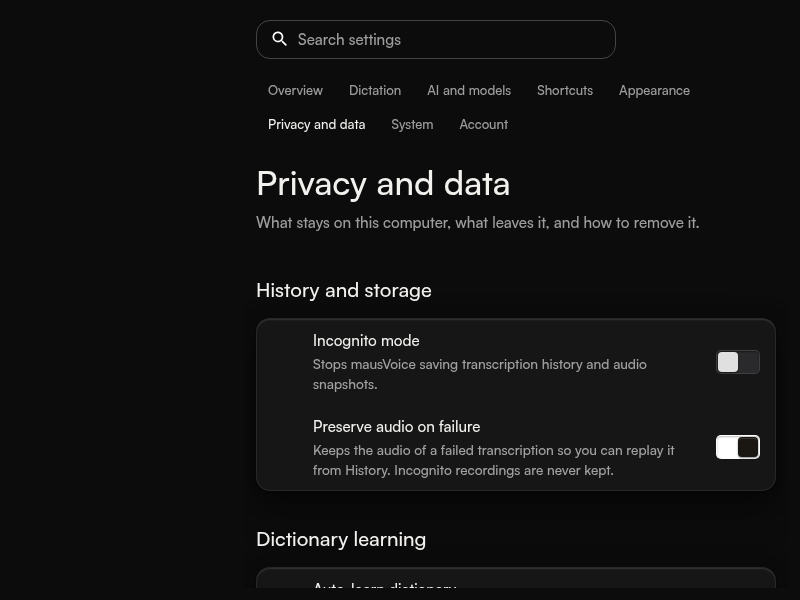 Search settings
Overview Dictation AI and models Shortcuts Appearance
Privacy and data System Account
Privacy and data
What stays on this computer, what leaves it, and how to remove it.
History and storage
Incognito mode
Stops mausVoice saving transcription history and audio
snapshots.
Preserve audio on failure
Keeps the audio of a failed transcription so you can replay it
from History. Incognito recordings are never kept.
Dictionary learning
Auto-learn dictionary